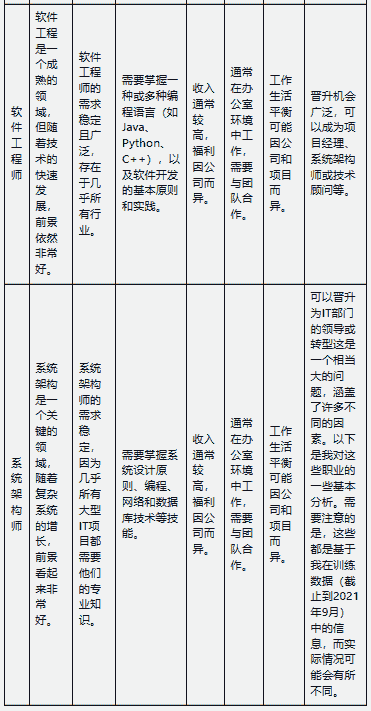 软件
工程
师
软件
工程
是一
个成
熟的
领
域，
但随
着技
术的
快速
发
展，
前景
依然
非常
好。
软件
工程
师的
需求
稳定
且广
泛，
存在
于几
乎所
有行
业。
需要掌握一
种或多种编
程语言（如
Java、
Python、
C++），以
及软件开发
的基本原则
和实践。
收入
通常
较
高，
福利
因公
司而
异。
通常
在办
公室
环境
中工
作，
需要
与团
队合
作。
工作
生活
平衡
可能
因公
司和
项目
而
异。
晋升机会
广泛，可
以成为项
目经理、
系统架构
师或技术
顾问等。
系统
架构
师
系统
架构
是一
个关
键的
领
域，
随着
复杂
系统
的增
长，
前景
看起
来非
常
好。
系统
架构
师的
需求
稳
定，
因为
几乎
所有
大型
IT项
目都
需要
他们
的专
业知
识。
需要掌握系
统设计原
则、编程、
网络和数据
库技术等技
能。
收入
通常
较
高，
福利
因公
司而
异。
通常
在办
公室
环境
中工
作，
需要
与团
队合
作。
工作
生活
平衡
可能
因公
司和
项目
而
异。
可以晋升
为IT部门
的领导或
转型这是
一个相当
大的问
题，涵盖
了许多不
同的因
素。以下
是我对这
些职业的
一些基本
分析。需
要注意的
是，这些
都是基于
我在训练
数据（截
止到2021
年9月）
中的信
息，而实
际情况可
能会有所
不同。